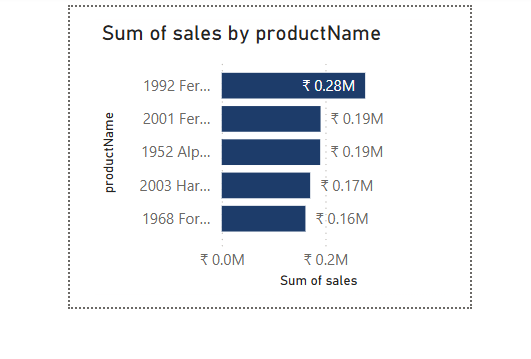 Sum of sales by productName
1992 Fer... ₹ 0.28M
2001 Fer... ₹ 0.19M
1952 Alp... ₹ 0.19M
2003 Har... ₹ 0.17M
1968 For... ₹ 0.16M
productName
₹ 0.0M ₹ 0.2M
Sum of sales